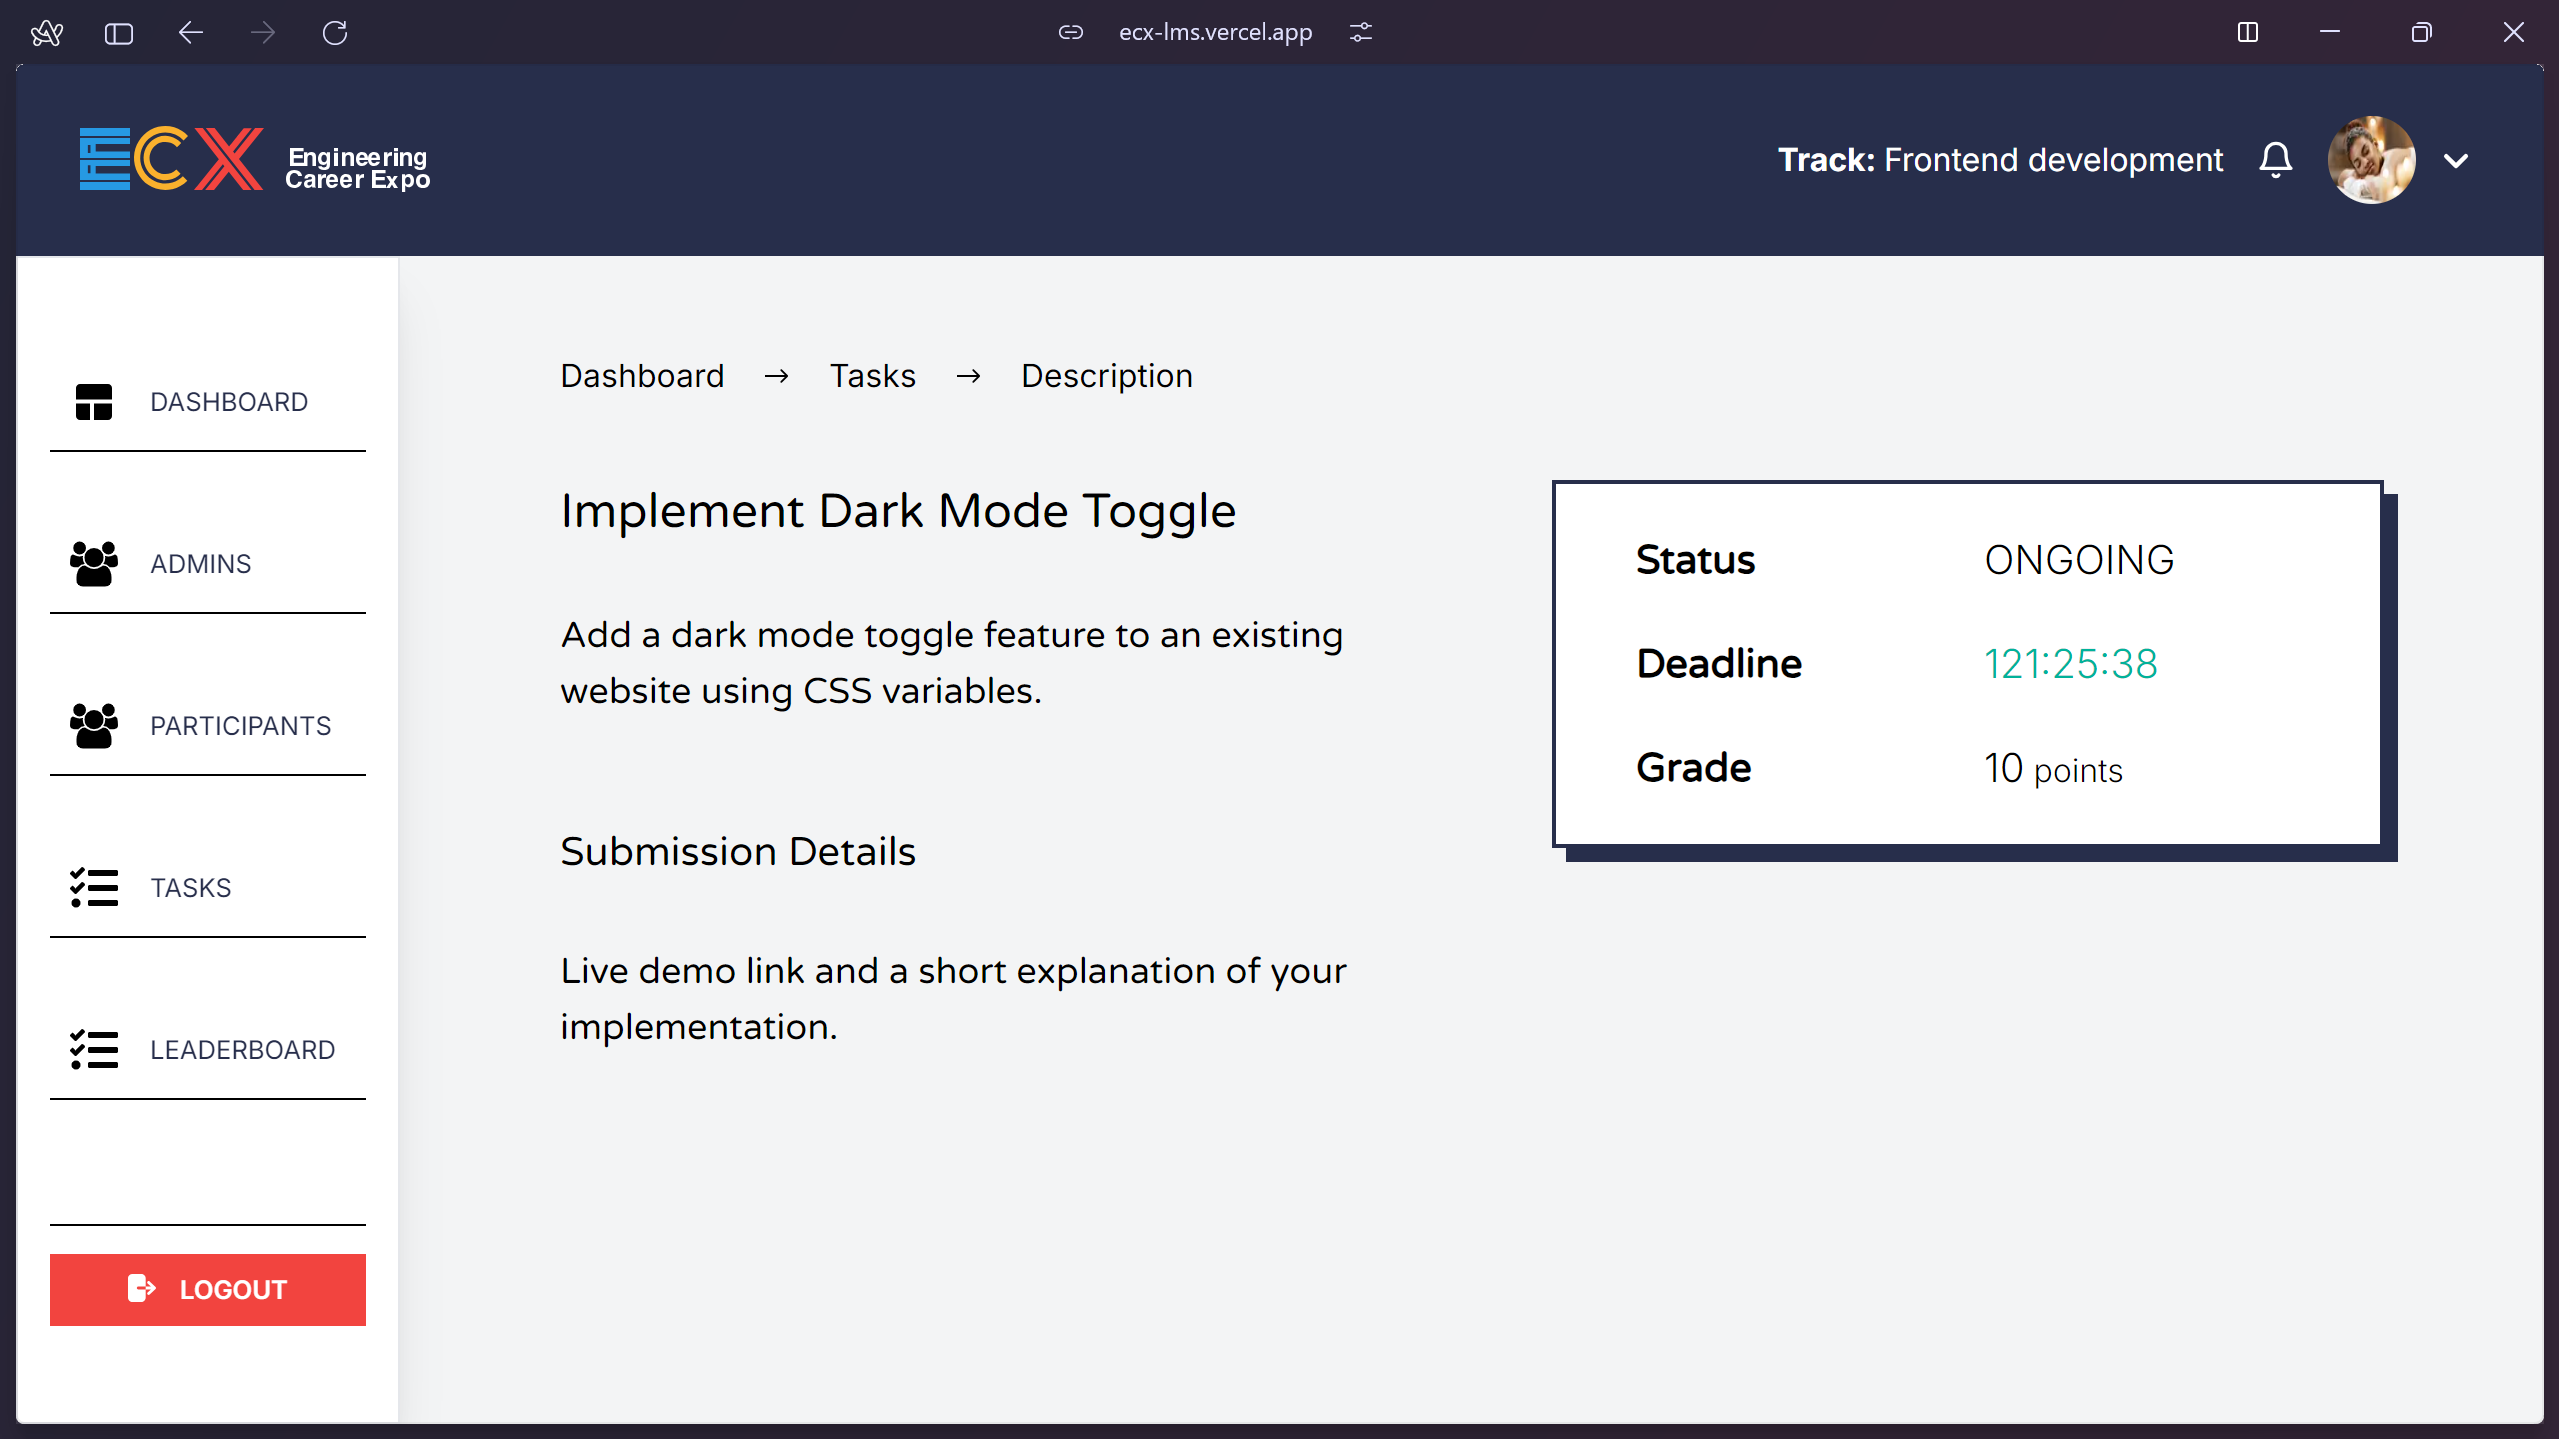 ecx-lms.vercel.app
ECX Engineering
Career Expo
Track: Frontend development
DASHBOARD
ADMINS
PARTICIPANTS
TASKS
LEADERBOARD
LOGOUT
Dashboard → Tasks → Description
Implement Dark Mode Toggle
Add a dark mode toggle feature to an existing
website using CSS variables.
Submission Details
Live demo link and a short explanation of your
implementation.
Status ONGOING
Deadline 121:25:38
Grade 10 points